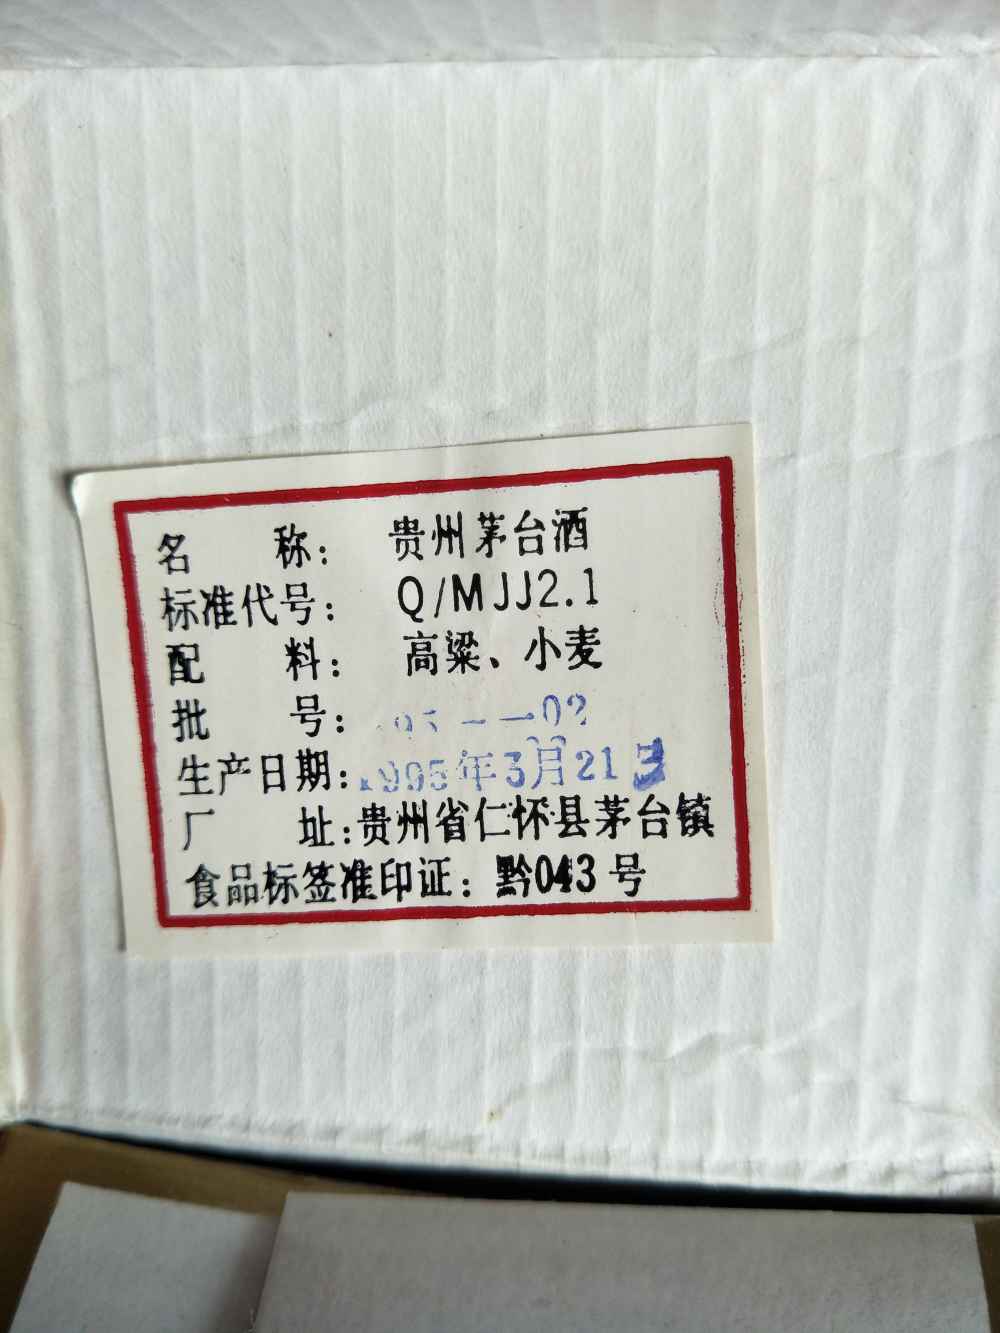 名 称： 贵州茅台酒
标准代号： Q/MJJ2.1
配 料： 高粱、小麦
批 号： 95－－02
生产日期：1995年3月21日
厂 址：贵州省仁怀县茅台镇
食品标签准印证：黔043号